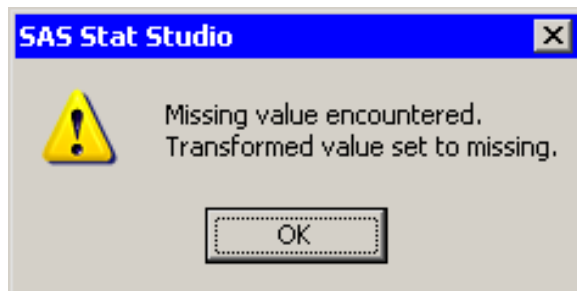 SAS Stat Studio
Missing value encountered.
Transformed value set to missing.
OK